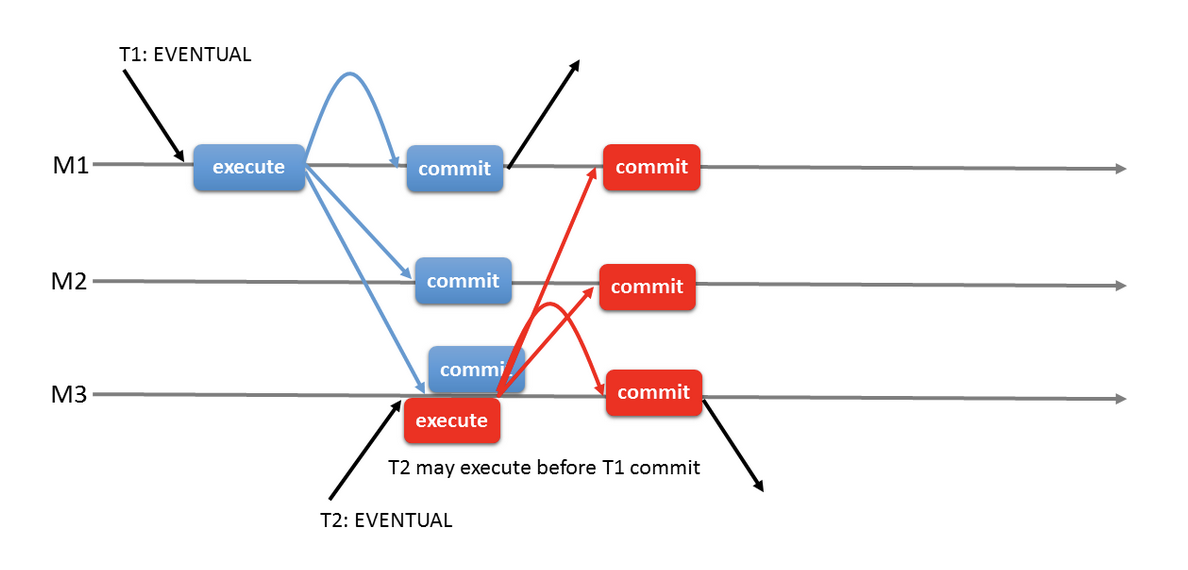 T1: EVENTUAL
M1
execute
commit
commit
M2
commit
commit
M3
commit
commit
execute
T2 may execute before T1 commit
T2: EVENTUAL